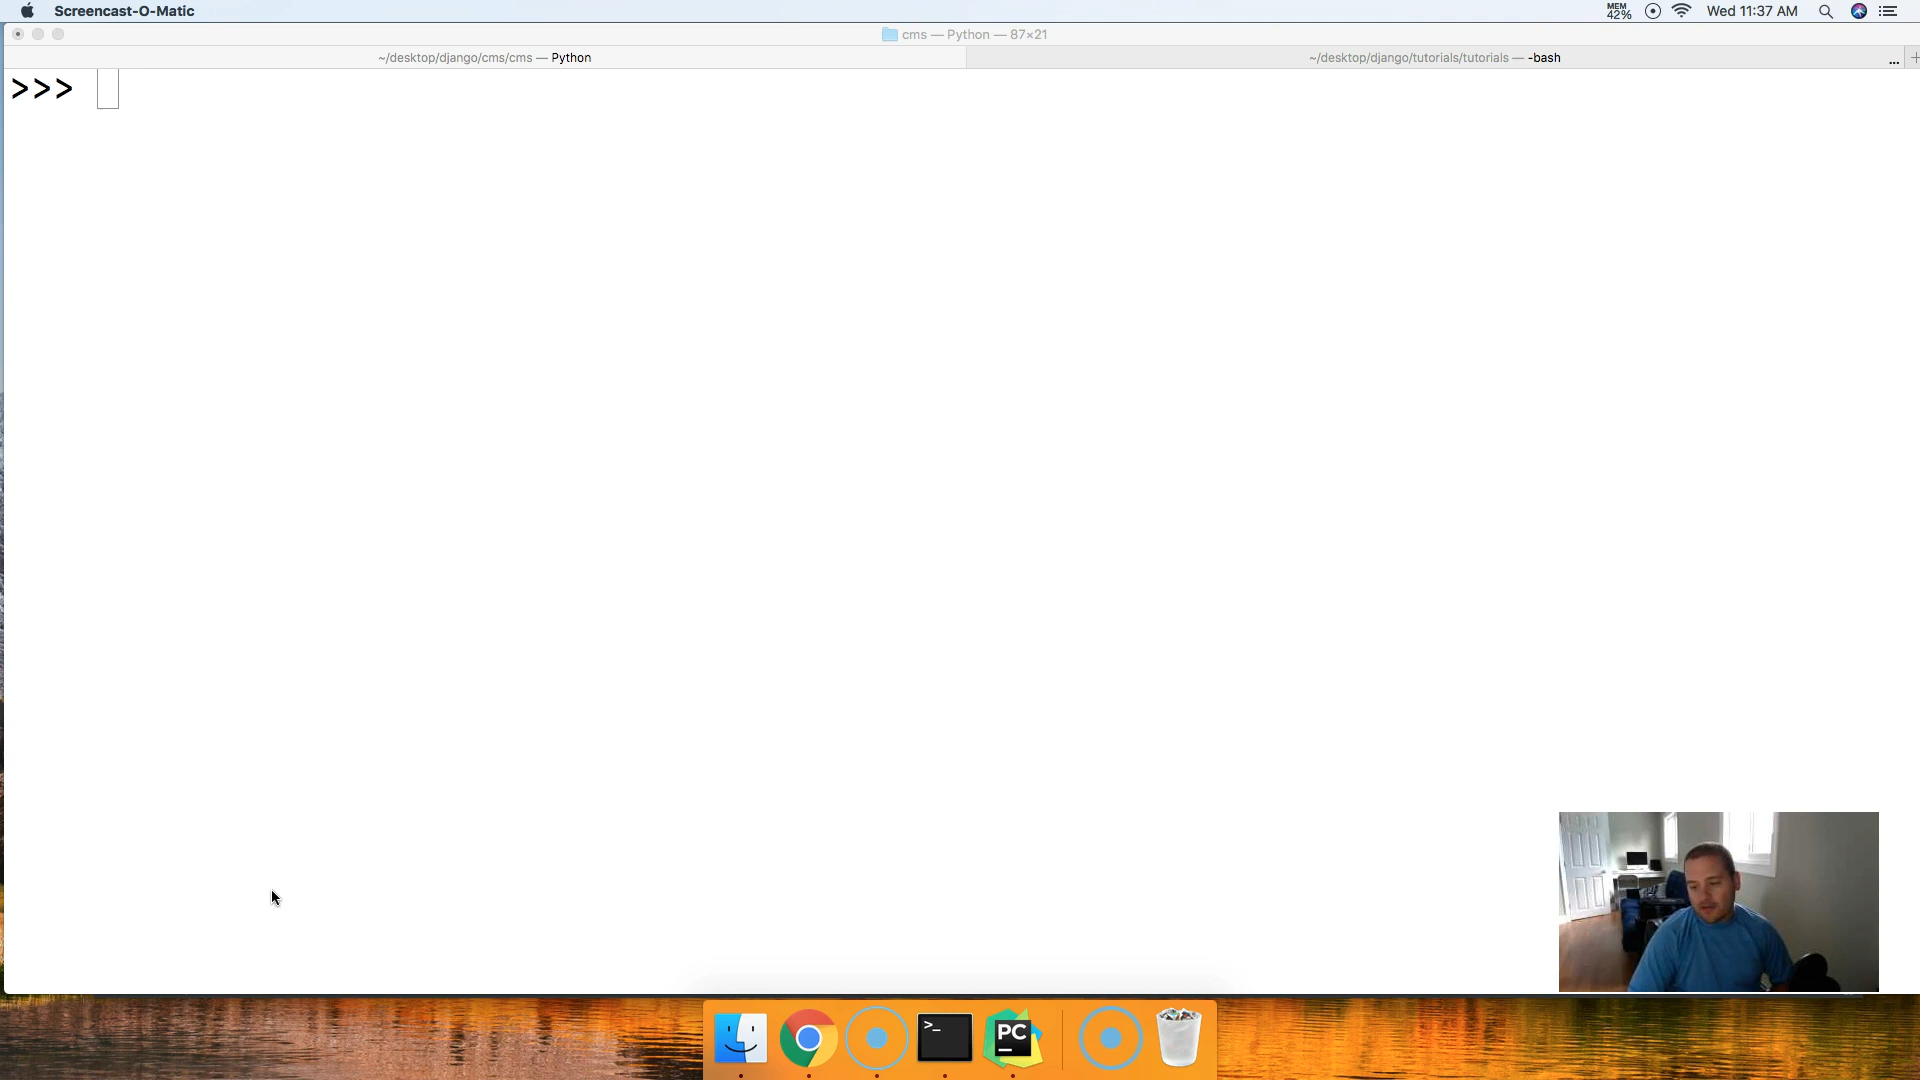 Screencast-O-Matic
MEM
42%
Wed 11:37 AM
cms — Python — 87×21
~/desktop/django/cms/cms — Python
~/desktop/django/tutorials/tutorials — -bash
...
+
>>>
>_
PC